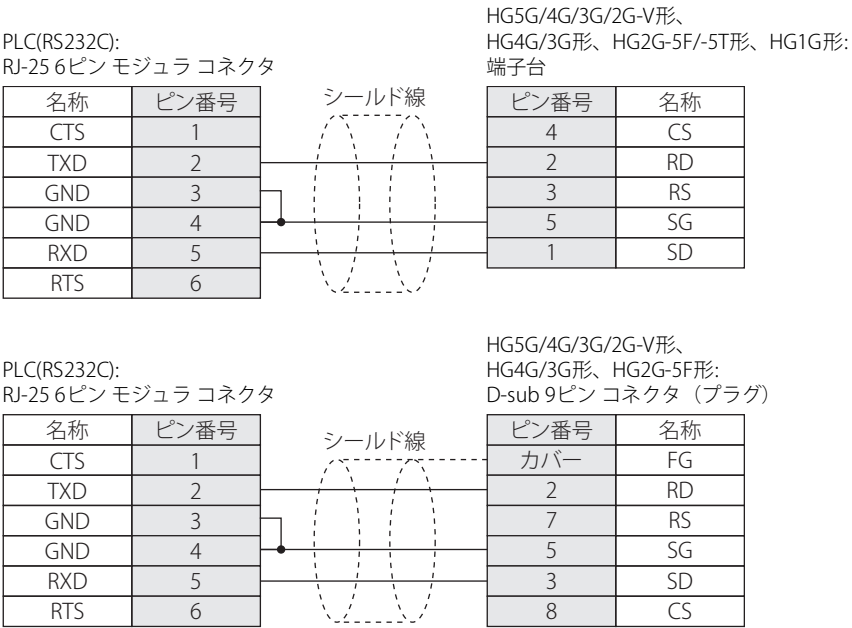 HG5G/4G/3G/2G-V形、
PLC(RS232C): HG4G/3G形、HG2G-5F/-5T形、HG1G形:
RJ-25 6ピン モジュラ コネクタ 端子台
名称 ピン番号 シールド線 ピン番号 名称
CTS 1 4 CS
TXD 2 2 RD
GND 3 3 RS
GND 4 5 SG
RXD 5 1 SD
RTS 6
HG5G/4G/3G/2G-V形、
PLC(RS232C): HG4G/3G形、HG2G-5F形:
RJ-25 6ピン モジュラ コネクタ D-sub 9ピン コネクタ（プラグ）
名称 ピン番号 シールド線 ピン番号 名称
CTS 1 カバー FG
TXD 2 2 RD
GND 3 7 RS
GND 4 5 SG
RXD 5 3 SD
RTS 6 8 CS